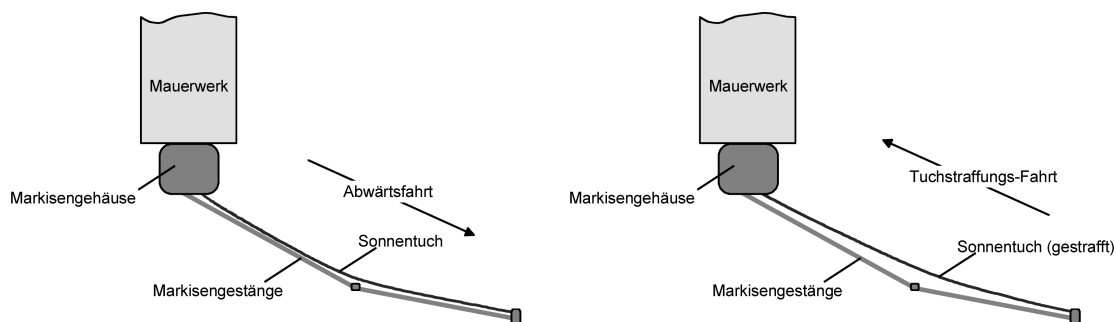 Mauerwerk
Markisengehäuse
Abwärtsfahrt
Sonnentuch
Markisengestänge
Mauerwerk
Markisengehäuse
Tuchstraffungs-Fahrt
Sonnentuch (gestrafft)
Markisengestänge